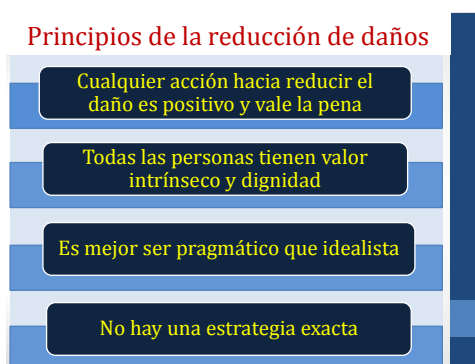 Principios de la reducción de daños
Cualquier acción hacia reducir el
daño es positivo y vale la pena
Todas las personas tienen valor
intrínseco y dignidad
Es mejor ser pragmático que idealista
No hay una estrategia exacta